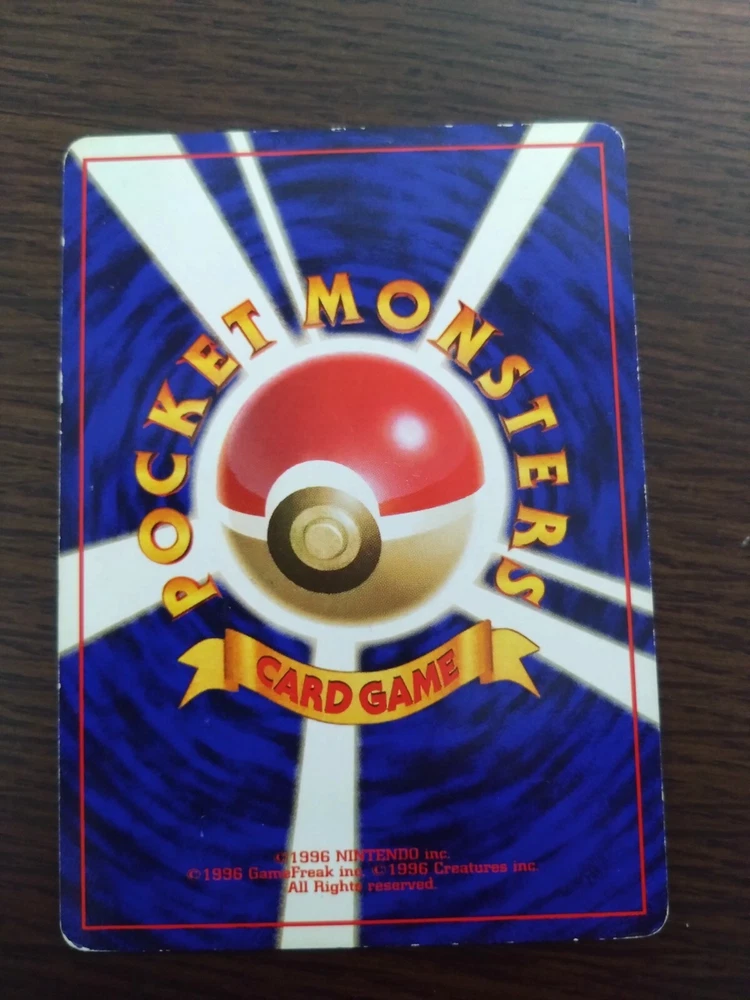 POCKET MONSTERS
CARD GAME
©1996 NINTENDO inc.
©1996 GameFreak inc. ©1996 Creatures inc.
All Rights reserved.